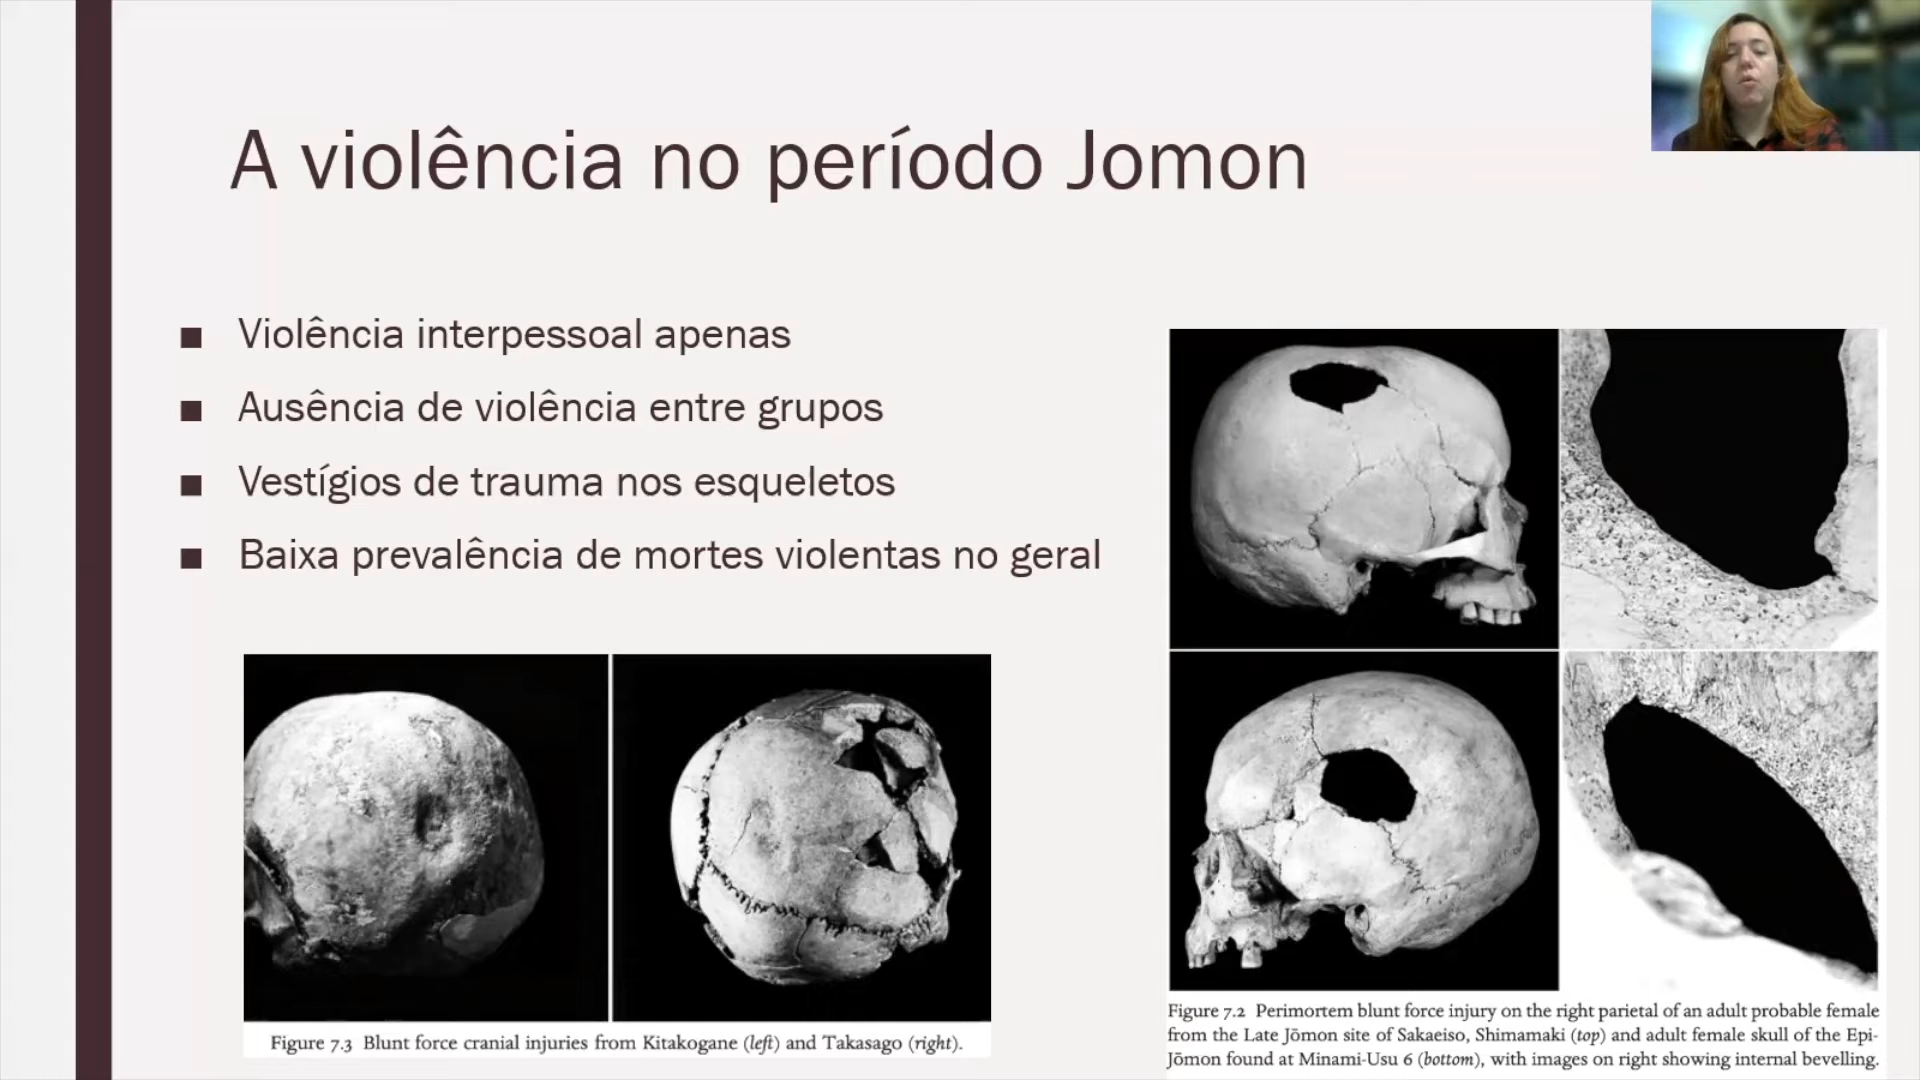 A violência no período Jomon
Violência interpessoal apenas
Ausência de violência entre grupos
Vestígios de trauma nos esqueletos
Baixa prevalência de mortes violentas no geral
Figure 7.3 Blunt force cranial injuries from Kitakogane (left) and Takasago (right).
Figure 7.2 Perimortem blunt force injury on the right parietal of an adult probable female
from the Late Jōmon site of Sakaeiso, Shimamaki (top) and adult female skull of the Epi-
Jōmon found at Minami-Usu 6 (bottom), with images on right showing internal bevelling.